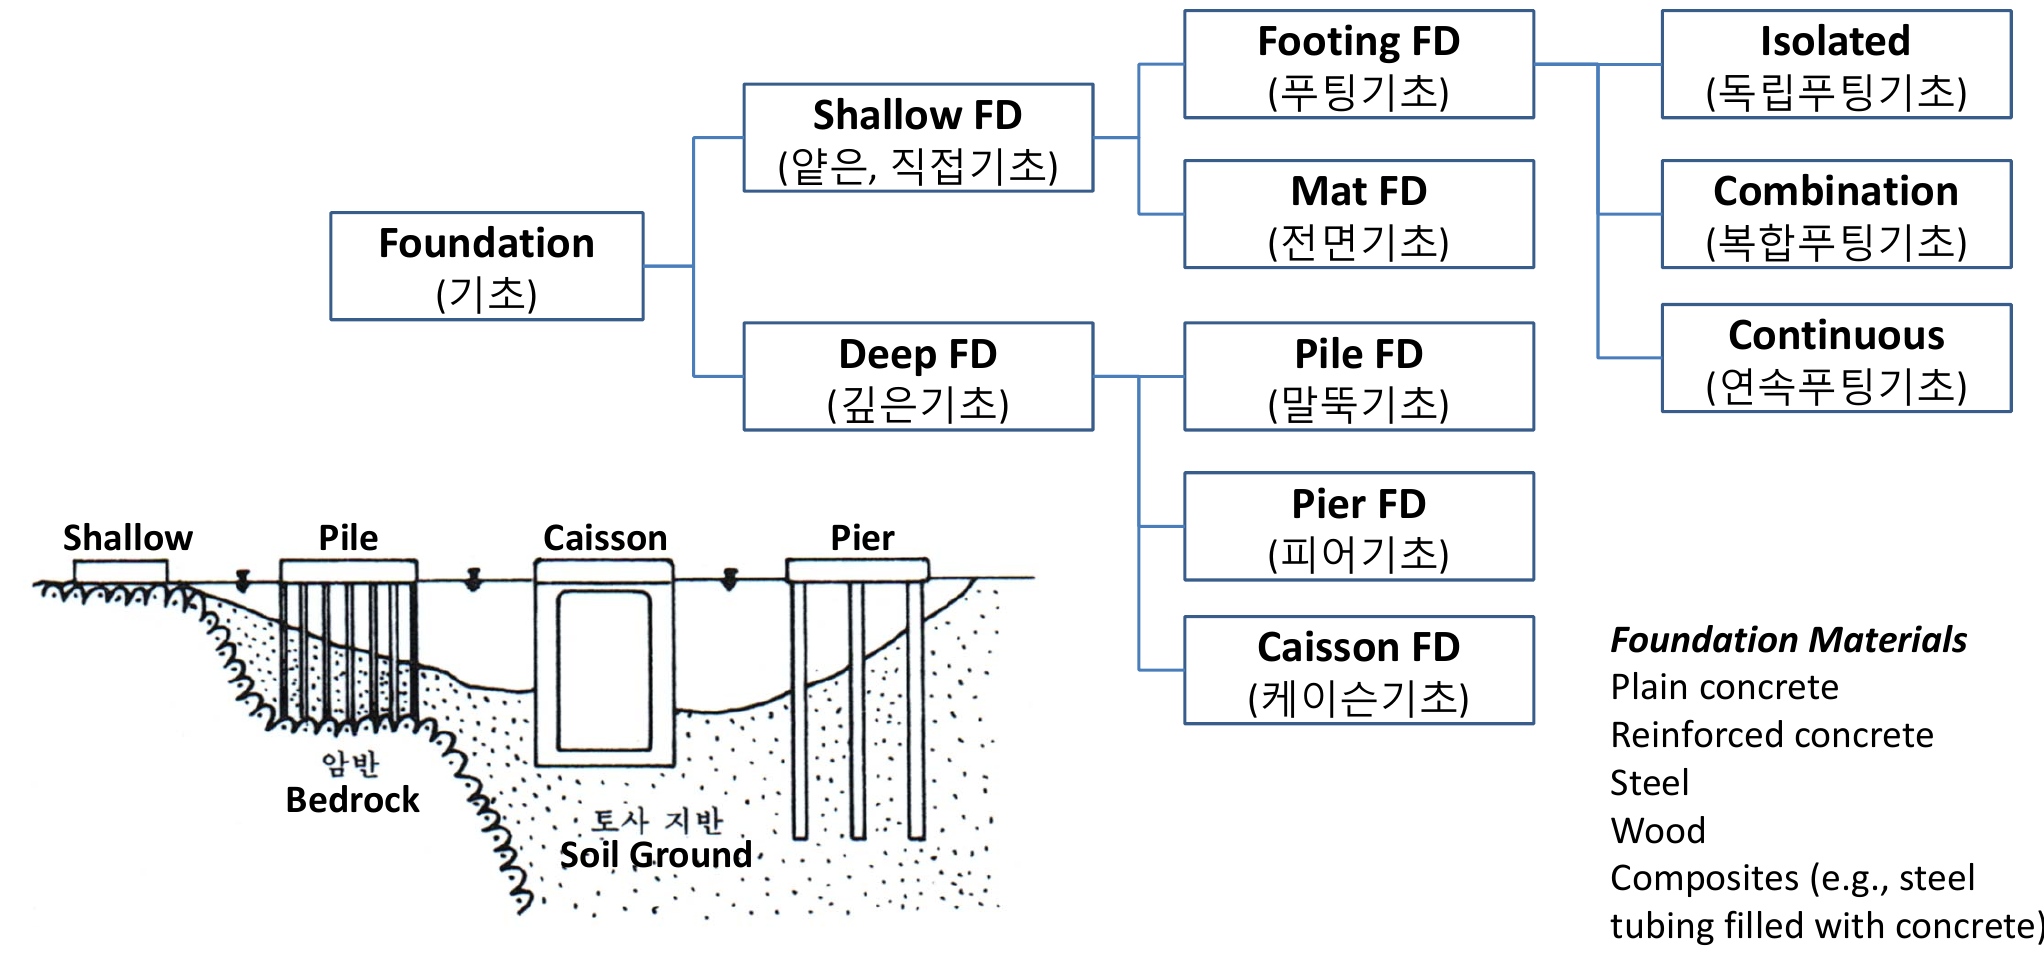 Foundation
(기초)
Shallow FD
(얕은, 직접기초)
Deep FD
(깊은기초)
Footing FD
(푸팅기초)
Mat FD
(전면기초)
Pile FD
(말뚝기초)
Pier FD
(피어기초)
Caisson FD
(케이슨기초)
Isolated
(독립푸팅기초)
Combination
(복합푸팅기초)
Continuous
(연속푸팅기초)
Shallow
Pile
Caisson
Pier
암반
Bedrock
토사 지반
Soil Ground
Foundation Materials
Plain concrete
Reinforced concrete
Steel
Wood
Composites (e.g., steel
tubing filled with concrete)